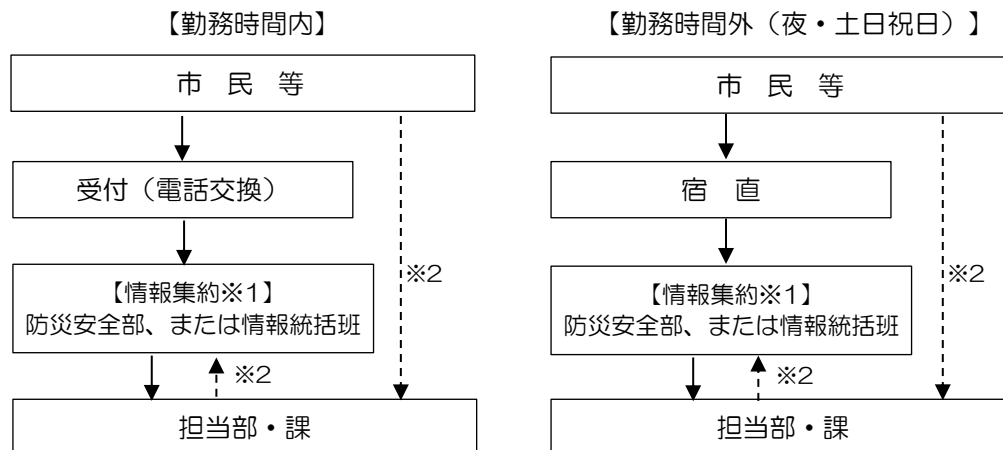 【勤務時間内】
市 民 等
受付（電話交換）
【情報集約※1】
防災安全部、または情報統括班
※2
※2
担当部・課
【勤務時間外（夜・土日祝日）】
市 民 等
宿 直
【情報集約※1】
防災安全部、または情報統括班
※2
※2
担当部・課